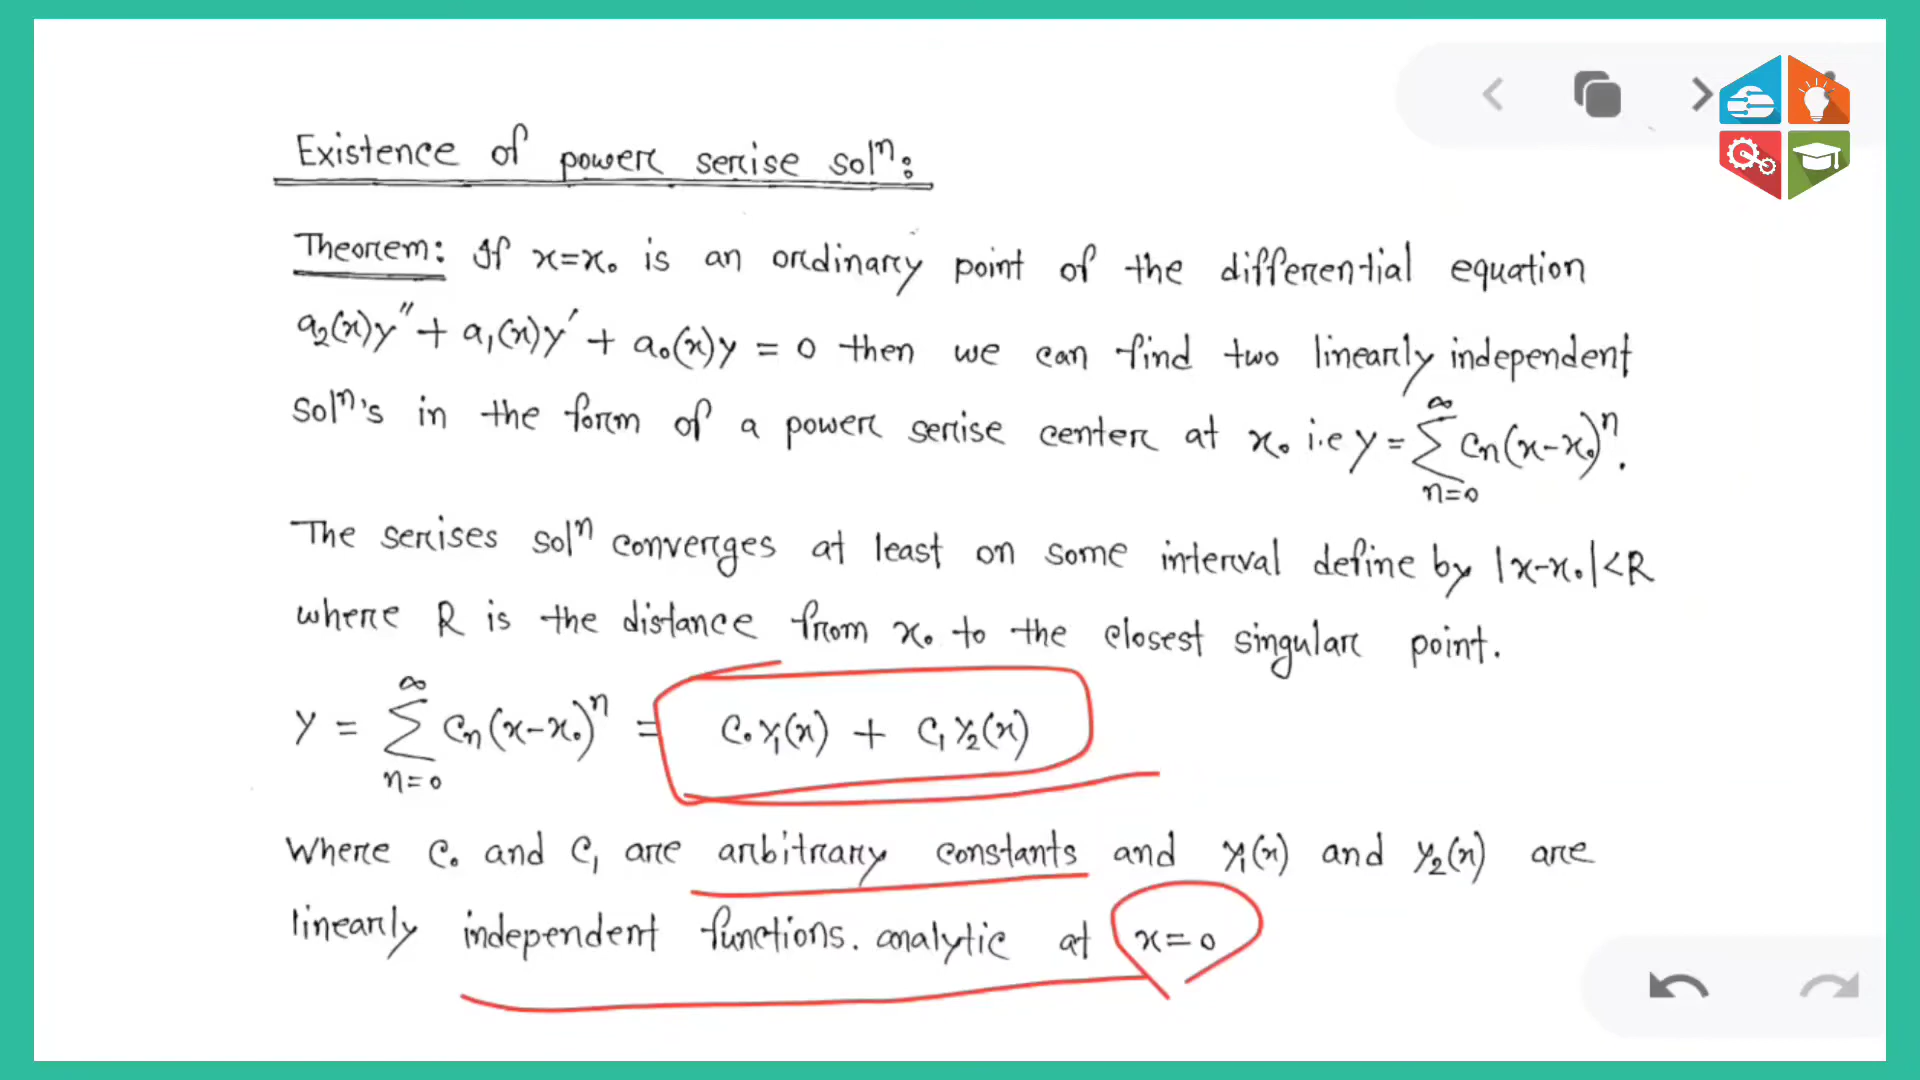 Existence of power serise solⁿ:
Theorem: If x=x₀ is an ordinary point of the differential equation
a₂(x)y″ + a₁(x)y′ + a₀(x)y = 0 then we can find two linearly independent
solⁿ's in the form of a power serise center at x₀ i.e y = ∑_{n=0}^{∞} cₙ(x-x₀)ⁿ.
The serises solⁿ converges at least on some interval define by |x-x₀|<R
where R is the distance from x₀ to the closest singular point.
y = ∑_{n=0}^{∞} cₙ(x-x₀)ⁿ = c₀y₁(x) + c₁y₂(x)
Where c₀ and c₁ are arbitrary constants and y₁(x) and y₂(x) are
linearly independent functions. analytic at x=0